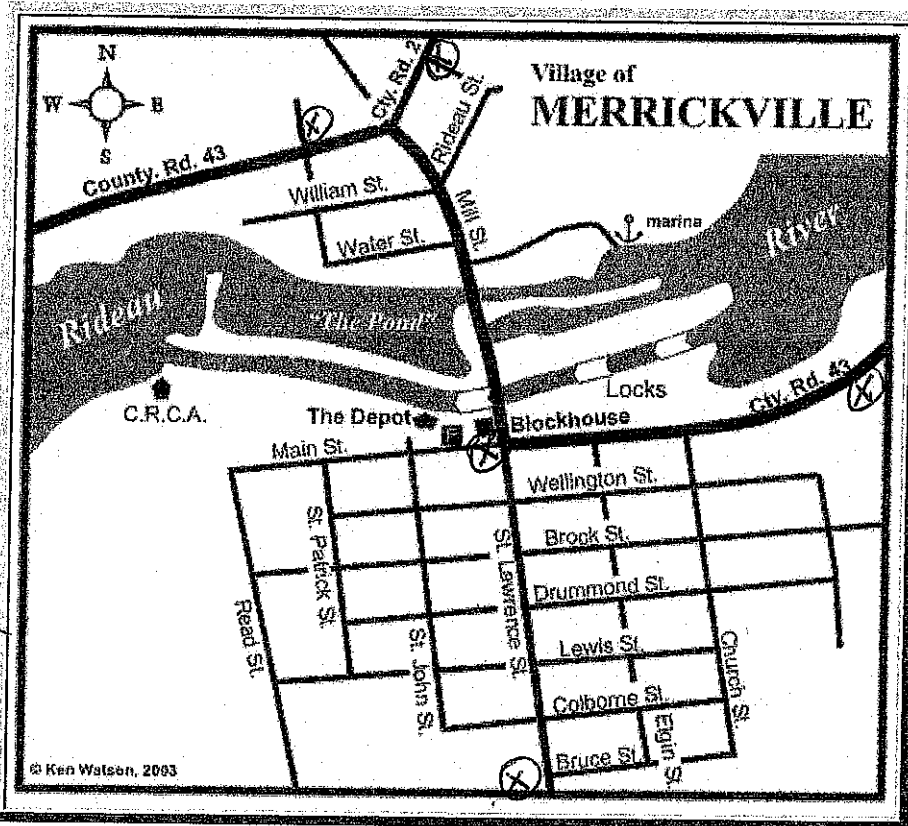 N
W E
S
Village of
MERRICKVILLE
Cty. Rd. 2
Rideau St.
County. Rd. 43
William St.
Mill St.
Water St.
marina
River
Rideau
"The Pond"
Locks
Cty. Rd. 43
C.R.C.A.
The Depot
Blockhouse
Main St.
Wellington St.
St. Patrick St.
Brock St.
St. Lawrence St.
Drummond St.
Read St.
St. John St.
Lewis St.
Church St.
Colborne St.
Elgin St.
Bruce St.
© Ken Watson, 2003
X
X
X
X